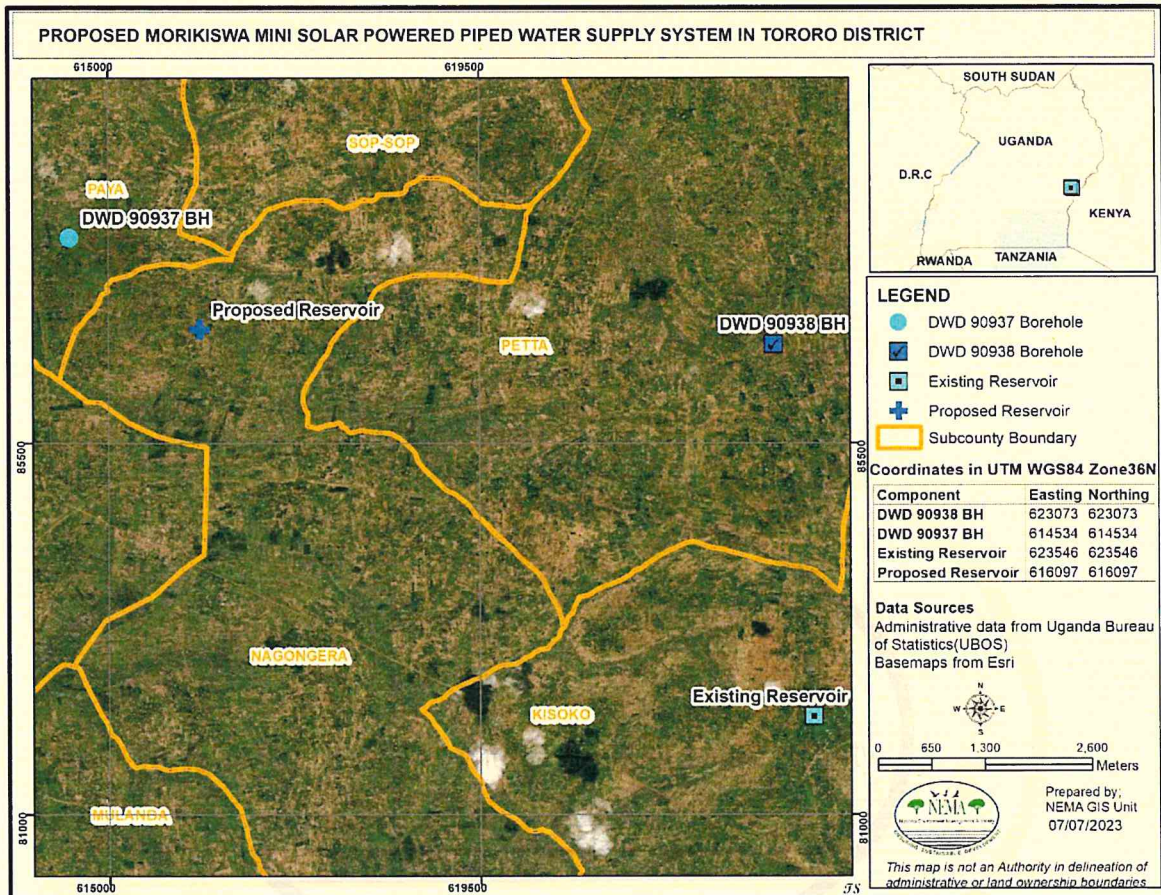 PROPOSED MORIKISWA MINI SOLAR POWERED PIPED WATER SUPPLY SYSTEM IN TORORO DISTRICT
615000 619500
SOP-SOP
PAYA
DWD 90937 BH
Proposed Reservoir
DWD 90938 BH
PETTA
85500 85500
NAGONGERA
Existing Reservoir
KISOKO
MULANDA
81000 81000
615000 619500
JS
SOUTH SUDAN
UGANDA
D.R.C
KENYA
RWANDA TANZANIA
LEGEND
DWD 90937 Borehole
DWD 90938 Borehole
Existing Reservoir
Proposed Reservoir
Subcounty Boundary
Coordinates in UTM WGS84 Zone36N
Component Easting Northing
DWD 90938 BH 623073 623073
DWD 90937 BH 614534 614534
Existing Reservoir 623546 623546
Proposed Reservoir 616097 616097
Data Sources
Administrative data from Uganda Bureau
of Statistics(UBOS)
Basemaps from Esri
N
W E
S
0 650 1,300 2,600
Meters
NEMA
Prepared by;
NEMA GIS Unit
07/07/2023
This map is not an Authority in delineation of
administrative or land ownership boundaries